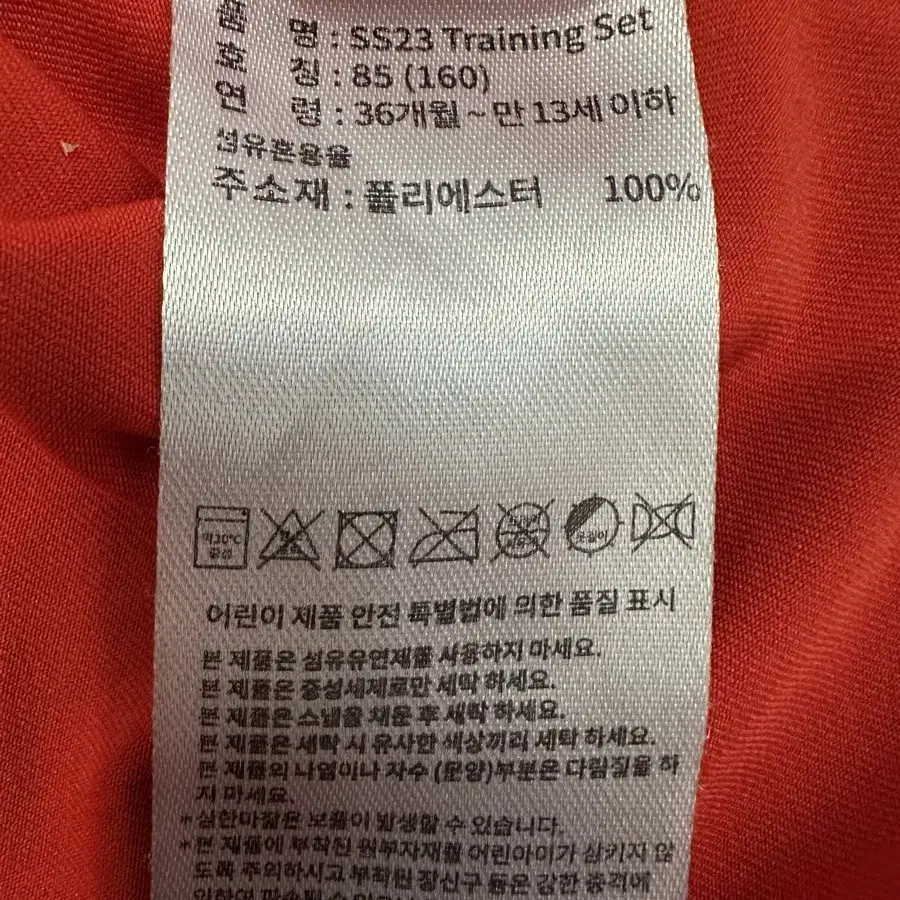 품 명 : SS23 Training Set
호 칭 : 85 (160)
연 령 : 36개월 ~ 만 13세 이하
섬유혼용율
주소재 : 폴리에스터 100%
약30℃ 중성
옷걸이
어린이 제품 안전 특별법에 의한 품질 표시
본 제품은 섬유유연제를 사용하지 마세요.
본 제품은 중성세제로만 세탁 하세요.
본 제품은 스냅을 채운 후 세탁 하세요.
본 제품은 세탁 시 유사한 색상끼리 세탁 하세요.
본 제품의 나염이나 자수 (문양)부분은 다림질을 하
지 마세요.
*심한마찰은 보풀이 발생할 수 있습니다.
*본 제품에 부착된 원부자재를 어린아이가 삼키지 않
도록 주의하시고 부착된 장신구 등은 강한 충격에